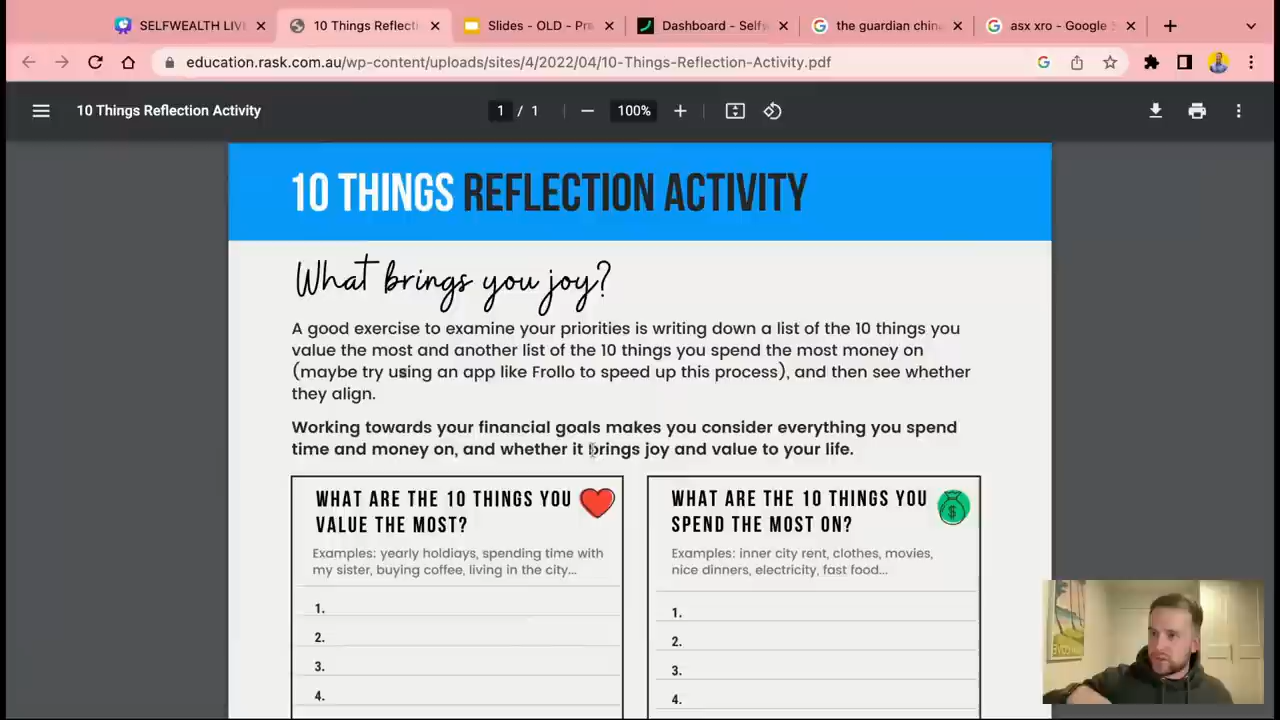 SELFWEALTH LIV
10 Things Reflecti
Slides - OLD - Pr
Dashboard - Selfw
the guardian china
asx xro - Google S
education.rask.com.au/wp-content/uploads/sites/4/2022/04/10-Things-Reflection-Activity.pdf
10 Things Reflection Activity
1 / 1
100%
10 THINGS REFLECTION ACTIVITY
What brings you joy?
A good exercise to examine your priorities is writing down a list of the 10 things you
value the most and another list of the 10 things you spend the most money on
(maybe try using an app like Frollo to speed up this process), and then see whether
they align.
Working towards your financial goals makes you consider everything you spend
time and money on, and whether it brings joy and value to your life.
WHAT ARE THE 10 THINGS YOU
VALUE THE MOST?
Examples: yearly holdiays, spending time with
my sister, buying coffee, living in the city...
1.
2.
3.
4.
WHAT ARE THE 10 THINGS YOU
SPEND THE MOST ON?
$
Examples: inner city rent, clothes, movies,
nice dinners, electricity, fast food...
1.
2.
3.
4.